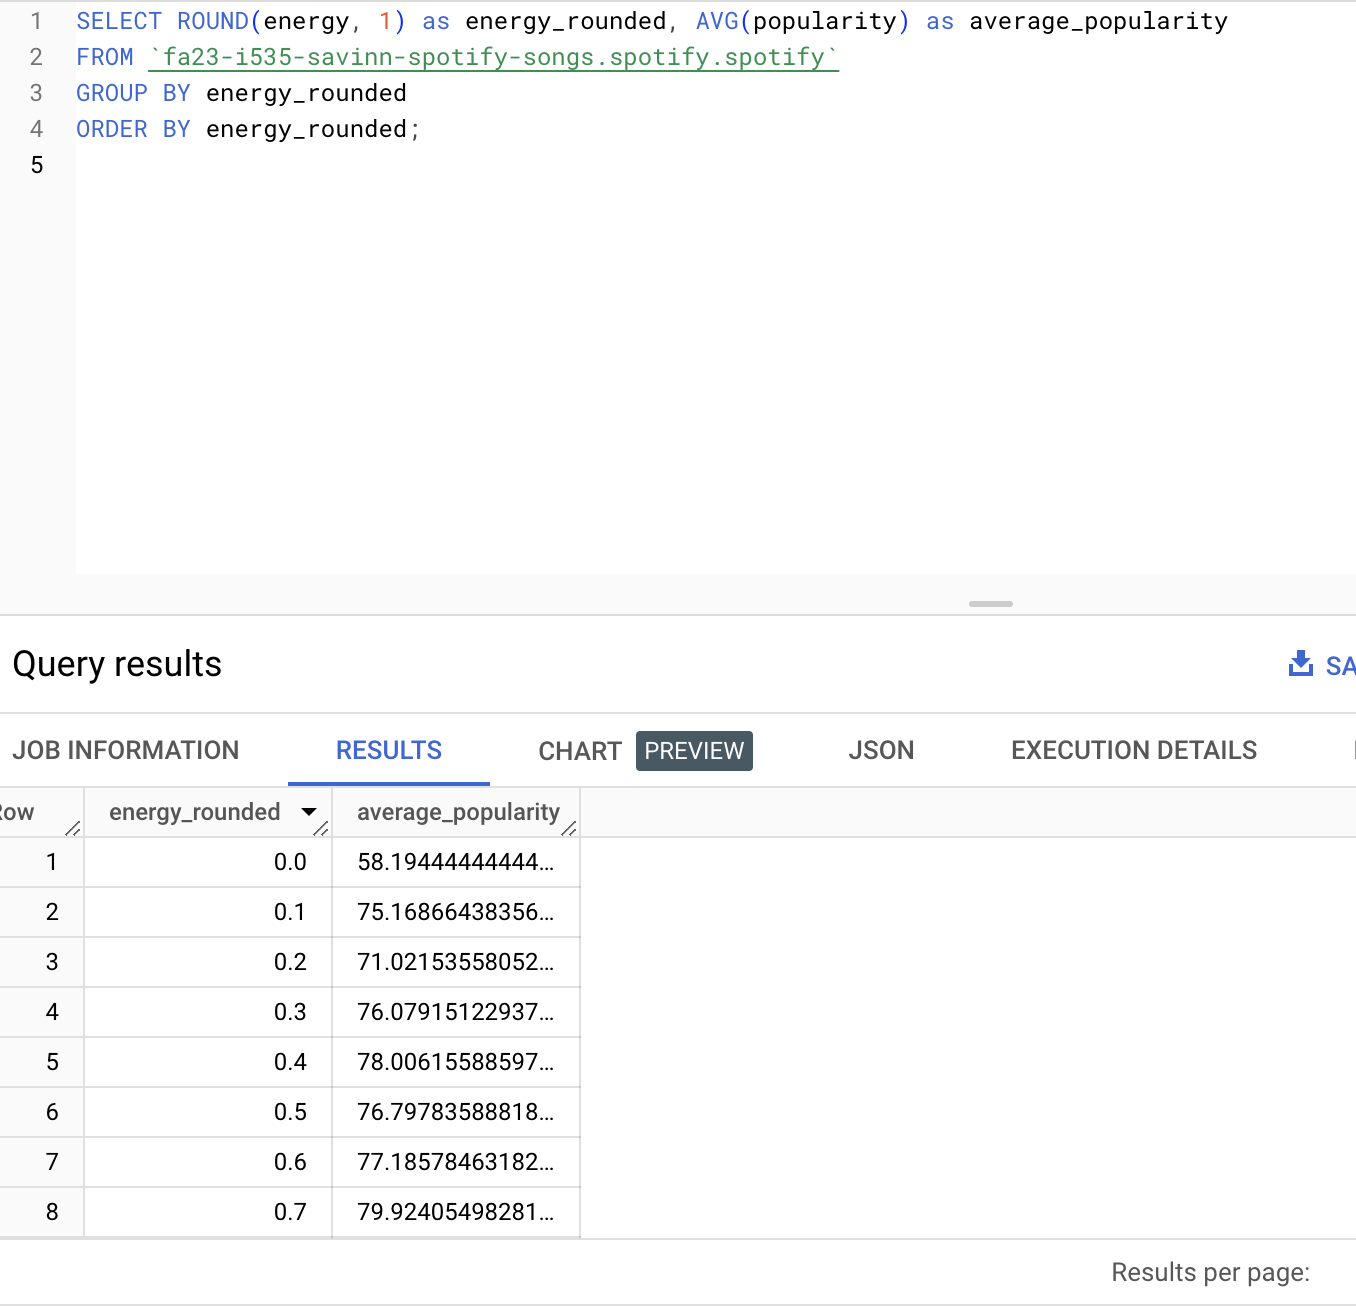 1 SELECT ROUND(energy, 1) as energy_rounded, AVG(popularity) as average_popularity
2 FROM `fa23-i535-savinn-spotify-songs.spotify.spotify`
3 GROUP BY energy_rounded
4 ORDER BY energy_rounded;
5
Query results SA
JOB INFORMATION RESULTS CHART PREVIEW JSON EXECUTION DETAILS
Row energy_rounded average_popularity
1 0.0 58.19444444444...
2 0.1 75.16866438356...
3 0.2 71.02153558052...
4 0.3 76.07915122937...
5 0.4 78.00615588597...
6 0.5 76.79783588818...
7 0.6 77.18578463182...
8 0.7 79.92405498281...
Results per page: